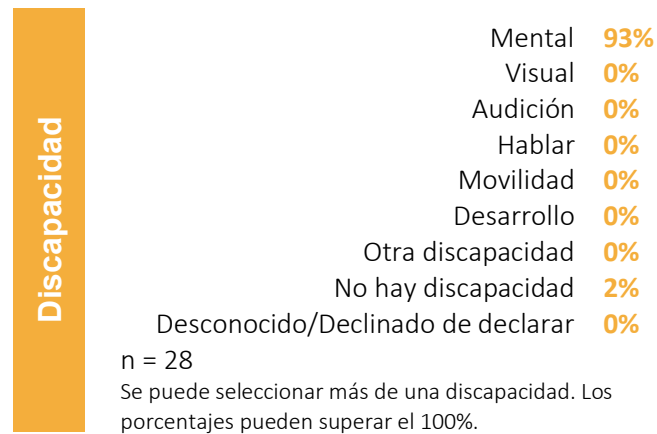 Discapacidad
Mental 93%
Visual 0%
Audición 0%
Hablar 0%
Movilidad 0%
Desarrollo 0%
Otra discapacidad 0%
No hay discapacidad 2%
Desconocido/Declinado de declarar 0%
n = 28
Se puede seleccionar más de una discapacidad. Los
porcentajes pueden superar el 100%.